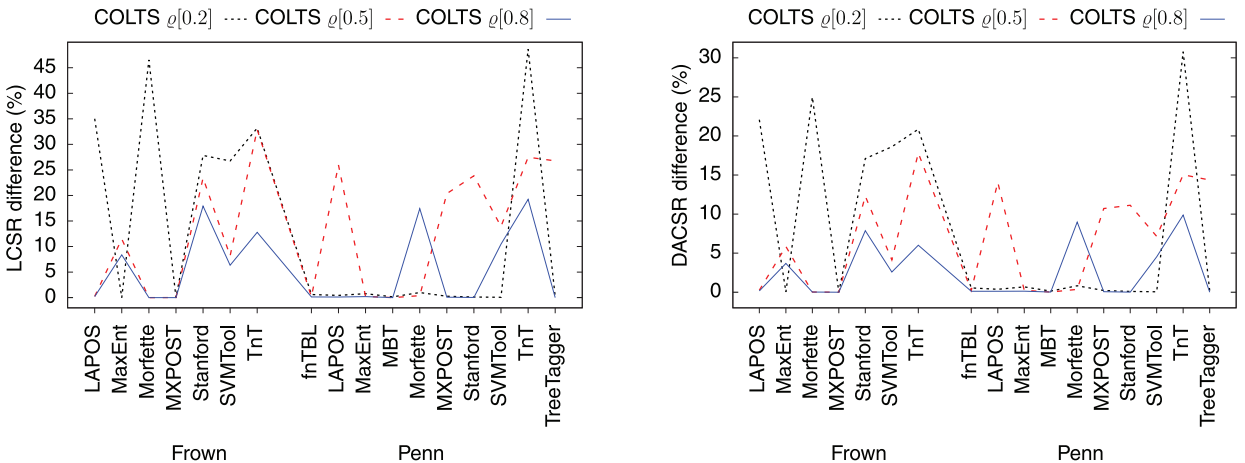 COLTS ϱ[0.2] COLTS ϱ[0.5] COLTS ϱ[0.8]
LCSR difference (%)
45
40
35
30
25
20
15
10
5
0
LAPOS
MaxEnt
Morfette
MXPOST
Stanford
SVMTool
TnT
fnTBL
LAPOS
MaxEnt
MBT
Morfette
MXPOST
Stanford
SVMTool
TnT
TreeTagger
Frown
Penn
COLTS ϱ[0.2] COLTS ϱ[0.5] COLTS ϱ[0.8]
DACSR difference (%)
30
25
20
15
10
5
0
LAPOS
MaxEnt
Morfette
MXPOST
Stanford
SVMTool
TnT
fnTBL
LAPOS
MaxEnt
MBT
Morfette
MXPOST
Stanford
SVMTool
TnT
TreeTagger
Frown
Penn